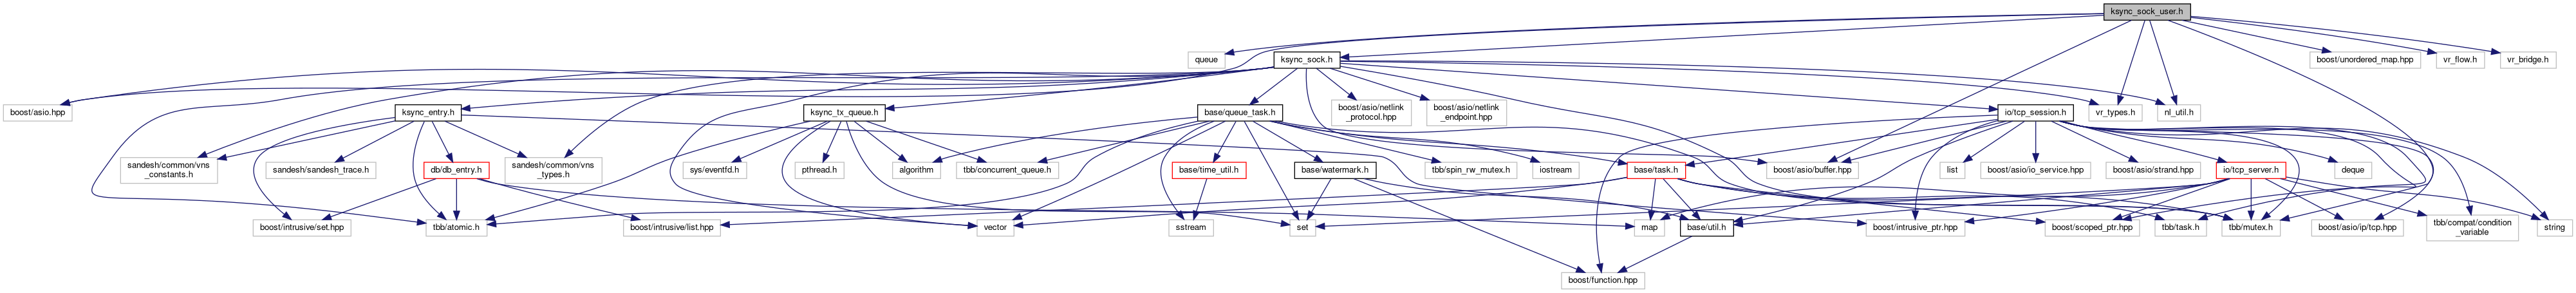 ksync_sock_user.h
queue
ksync_sock.h
boost/unordered_map.hpp
vr_flow.h
vr_bridge.h
boost/asio.hpp
ksync_entry.h
ksync_tx_queue.h
base/queue_task.h
boost/asio/netlink
_protocol.hpp
boost/asio/netlink
_endpoint.hpp
io/tcp_session.h
vr_types.h
nl_util.h
sandesh/common/vns
_constants.h
sandesh/sandesh_trace.h
db/db_entry.h
sandesh/common/vns
_types.h
sys/eventfd.h
pthread.h
algorithm
tbb/concurrent_queue.h
base/time_util.h
base/watermark.h
tbb/spin_rw_mutex.h
iostream
base/task.h
boost/asio/buffer.hpp
list
boost/asio/io_service.hpp
boost/asio/strand.hpp
io/tcp_server.h
deque
boost/intrusive/set.hpp
tbb/atomic.h
boost/intrusive/list.hpp
vector
sstream
set
map
base/util.h
boost/intrusive_ptr.hpp
boost/scoped_ptr.hpp
tbb/task.h
tbb/mutex.h
boost/asio/ip/tcp.hpp
tbb/compat/condition
_variable
string
boost/function.hpp